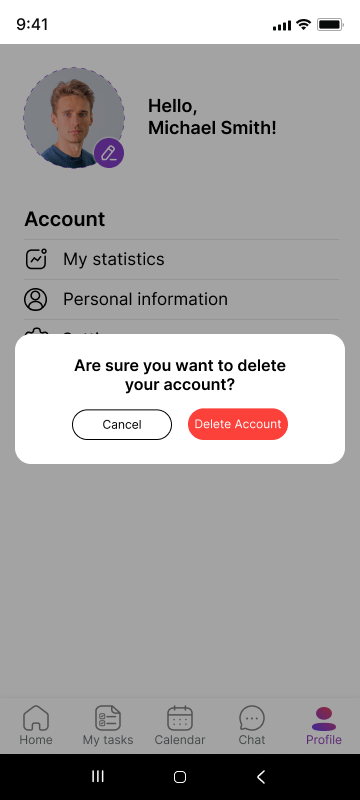 9:41
Hello,
Michael Smith!
Account
My statistics
Personal information
Are sure you want to delete
your account?
Cancel
Delete Account
Home
My tasks
Calendar
Chat
Profile